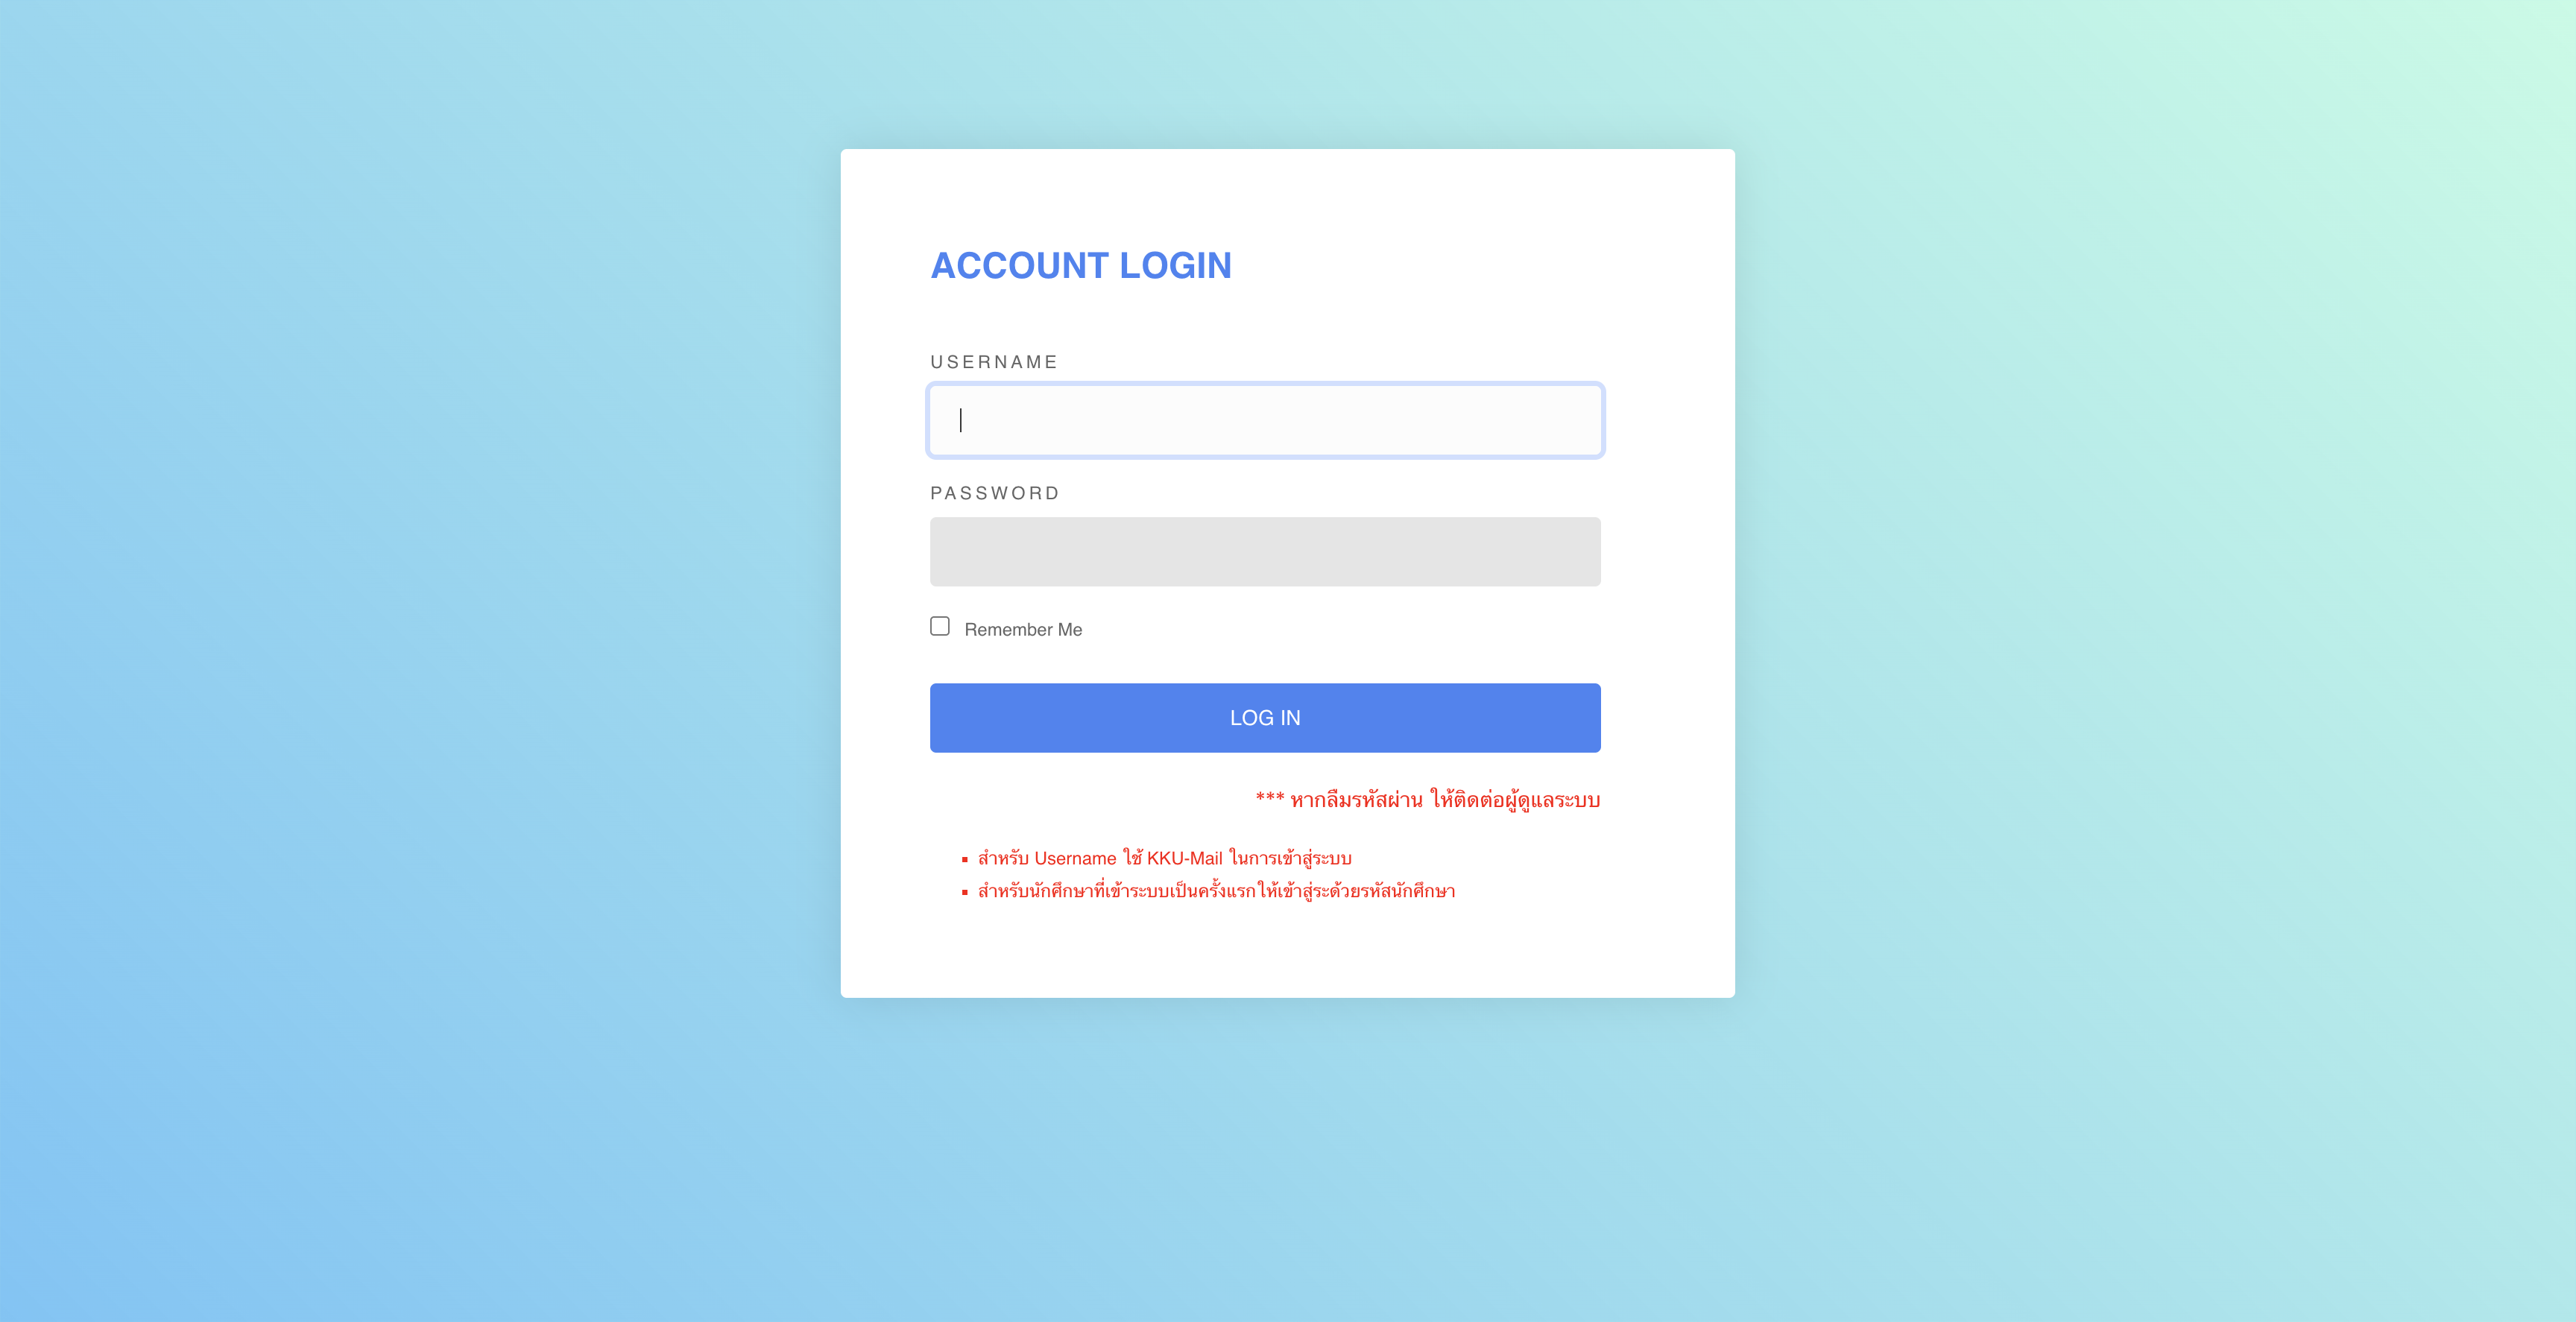 ACCOUNT LOGIN
USERNAME
PASSWORD
Remember Me
LOG IN
*** หากลืมรหัสผ่าน ให้ติดต่อผู้ดูแลระบบ
▪ สำหรับ Username ใช้ KKU-Mail ในการเข้าสู่ระบบ
▪ สำหรับนักศึกษาที่เข้าระบบเป็นครั้งแรกให้เข้าสู่ระด้วยรหัสนักศึกษา